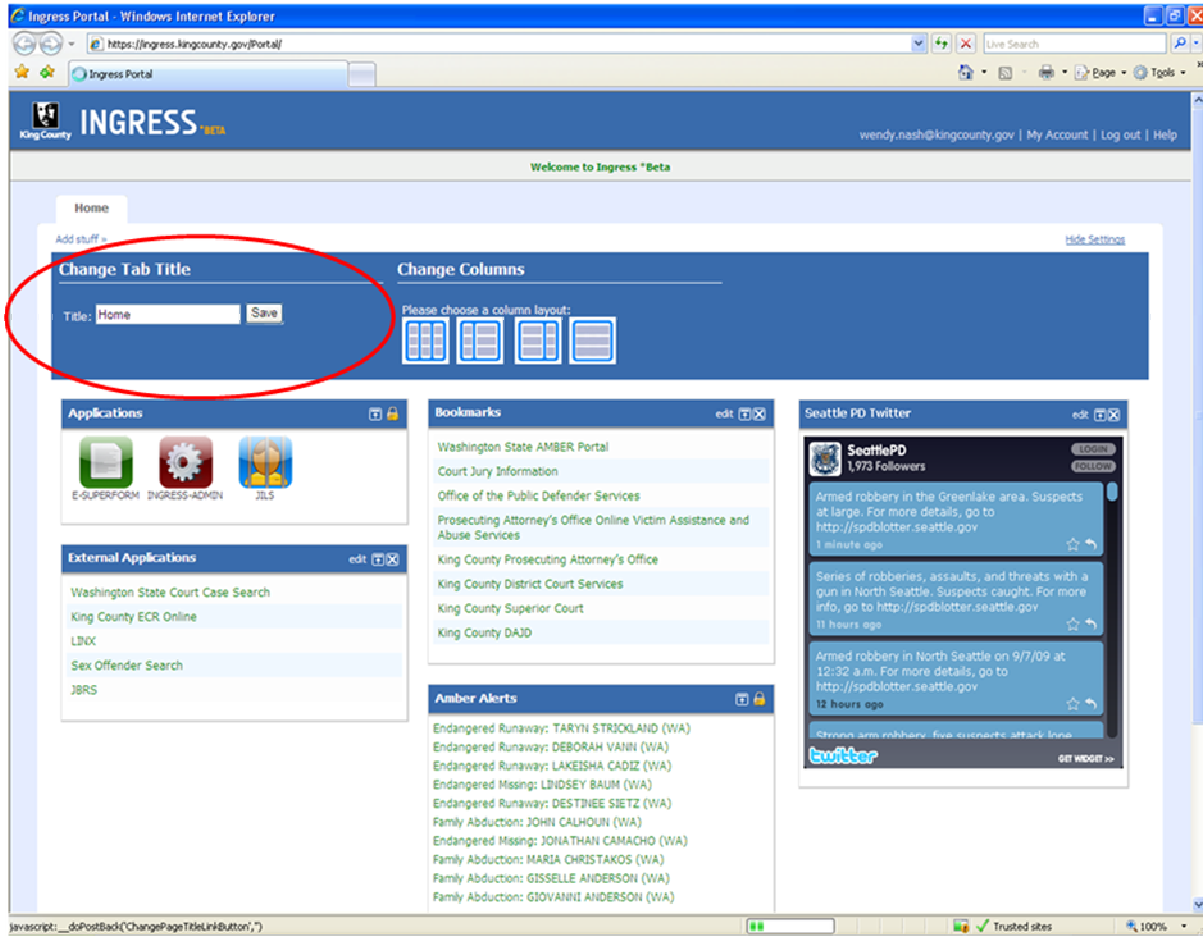 Ingress Portal - Windows Internet Explorer
https://ingress.kingcounty.gov/Portal/
Live Search
Ingress Portal
Page
Tools
King County
INGRESS *BETA
wendy.nash@kingcounty.gov | My Account | Log out | Help
Welcome to Ingress *Beta
Home
Add stuff »
Hide Settings
Change Tab Title
Change Columns
Title: Home Save
Please choose a column layout:
Applications
E-SUPERFORM INGRESS-ADMIN JILS
External Applications edit
Washington State Court Case Search
King County ECR Online
LINX
Sex Offender Search
JBRS
Bookmarks edit
Washington State AMBER Portal
Court Jury Information
Office of the Public Defender Services
Prosecuting Attorney's Office Online Victim Assistance and
Abuse Services
King County Prosecuting Attorney's Office
King County District Court Services
King County Superior Court
King County DAJD
Amber Alerts
Endangered Runaway: TARYN STRICKLAND (WA)
Endangered Runaway: DEBORAH VANN (WA)
Endangered Runaway: LAKEISHA CADIZ (WA)
Endangered Missing: LINDSEY BAUM (WA)
Endangered Runaway: DESTINEE SIETZ (WA)
Family Abduction: JOHN CALHOUN (WA)
Endangered Missing: JONATHAN CAMACHO (WA)
Family Abduction: MARIA CHRISTAKOS (WA)
Family Abduction: GISSELLE ANDERSON (WA)
Family Abduction: GIOVANNI ANDERSON (WA)
Seattle PD Twitter edit
SeattlePD
1,973 Followers
LOGIN
FOLLOW
Armed robbery in the Greenlake area. Suspects
at large. For more details, go to
http://spdblotter.seattle.gov
1 minute ago
Series of robberies, assaults, and threats with a
gun in North Seattle. Suspects caught. For more
info, go to http://spdblotter.seattle.gov
11 hours ago
Armed robbery in North Seattle on 9/7/09 at
12:32 a.m. For more details, go to
http://spdblotter.seattle.gov
12 hours ago
Strong arm robbery, five suspects attack lone
twitter
GET WIDGET >>
javascript:__doPostBack('ChangePageTitleLinkButton','')
Trusted sites
100%